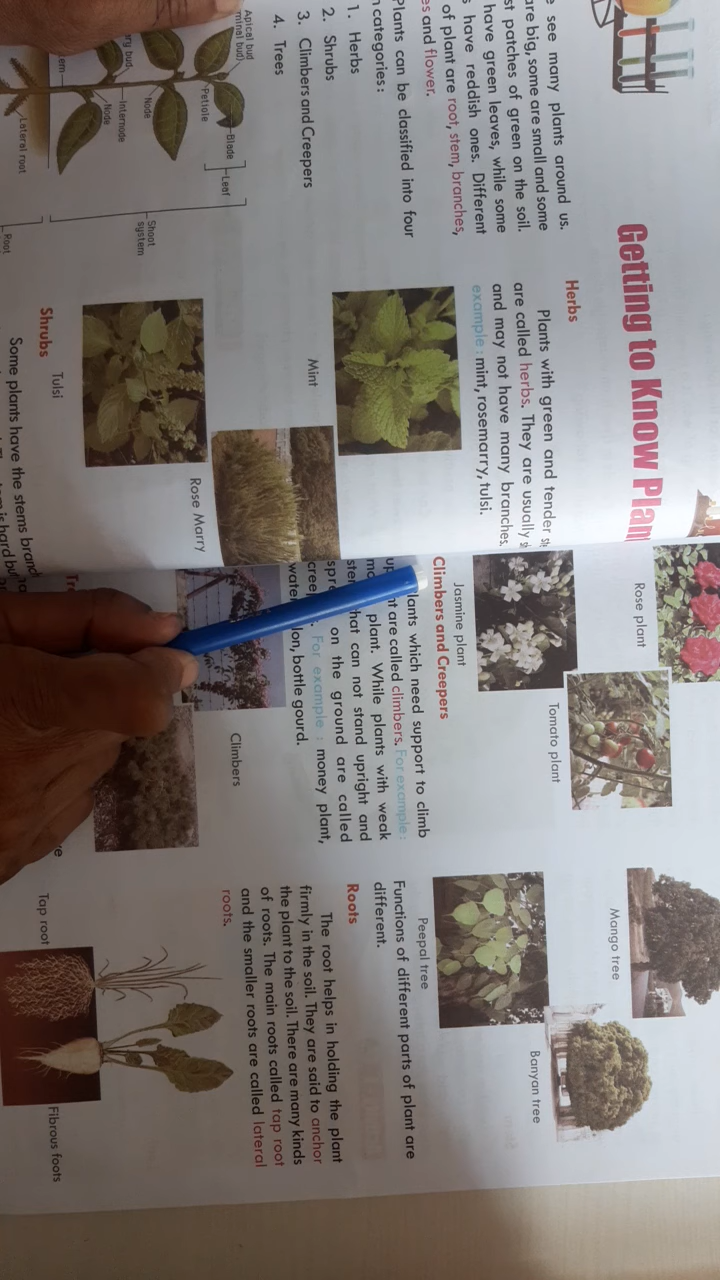 Getting to Know
see many plants around us.
are big, some are small and some
patches of green on the soil.
have green leaves, while some
have reddish ones. Different
of plant are root, stem, branches,
and flower.
Plants can be classified into four
categories:
1. Herbs
2. Shrubs
3. Climbers and Creepers
4. Trees
Apical bud
bud)
Petiole
Blade
Leaf
Node
Internode
Node
Shoot
system
Lateral root
Root
Herbs
Plants with green and tender
are called herbs. They are usually
and may not have many branches.
example : mint, rosemarry, tulsi.
Mint
Rose Marry
Tulsi
Shrubs
Some plants have the stems
is hard but
Rose plant
Tomato plant
Jasmine plant
Climbers and Creepers
which need support to climb
are called climbers. For example:
plant. While plants with weak
that can not stand upright and
on the ground are called
For example : money plant,
bottle gourd.
Climbers
Mango tree
Banyan tree
Peepal tree
Functions of different parts of plant are
different.
Roots
The root helps in holding the plant
firmly in the soil. They are said to anchor
the plant to the soil. There are many kinds
of roots. The main roots called tap root
and the smaller roots are called lateral
roots.
Tap root
Fibrous foots